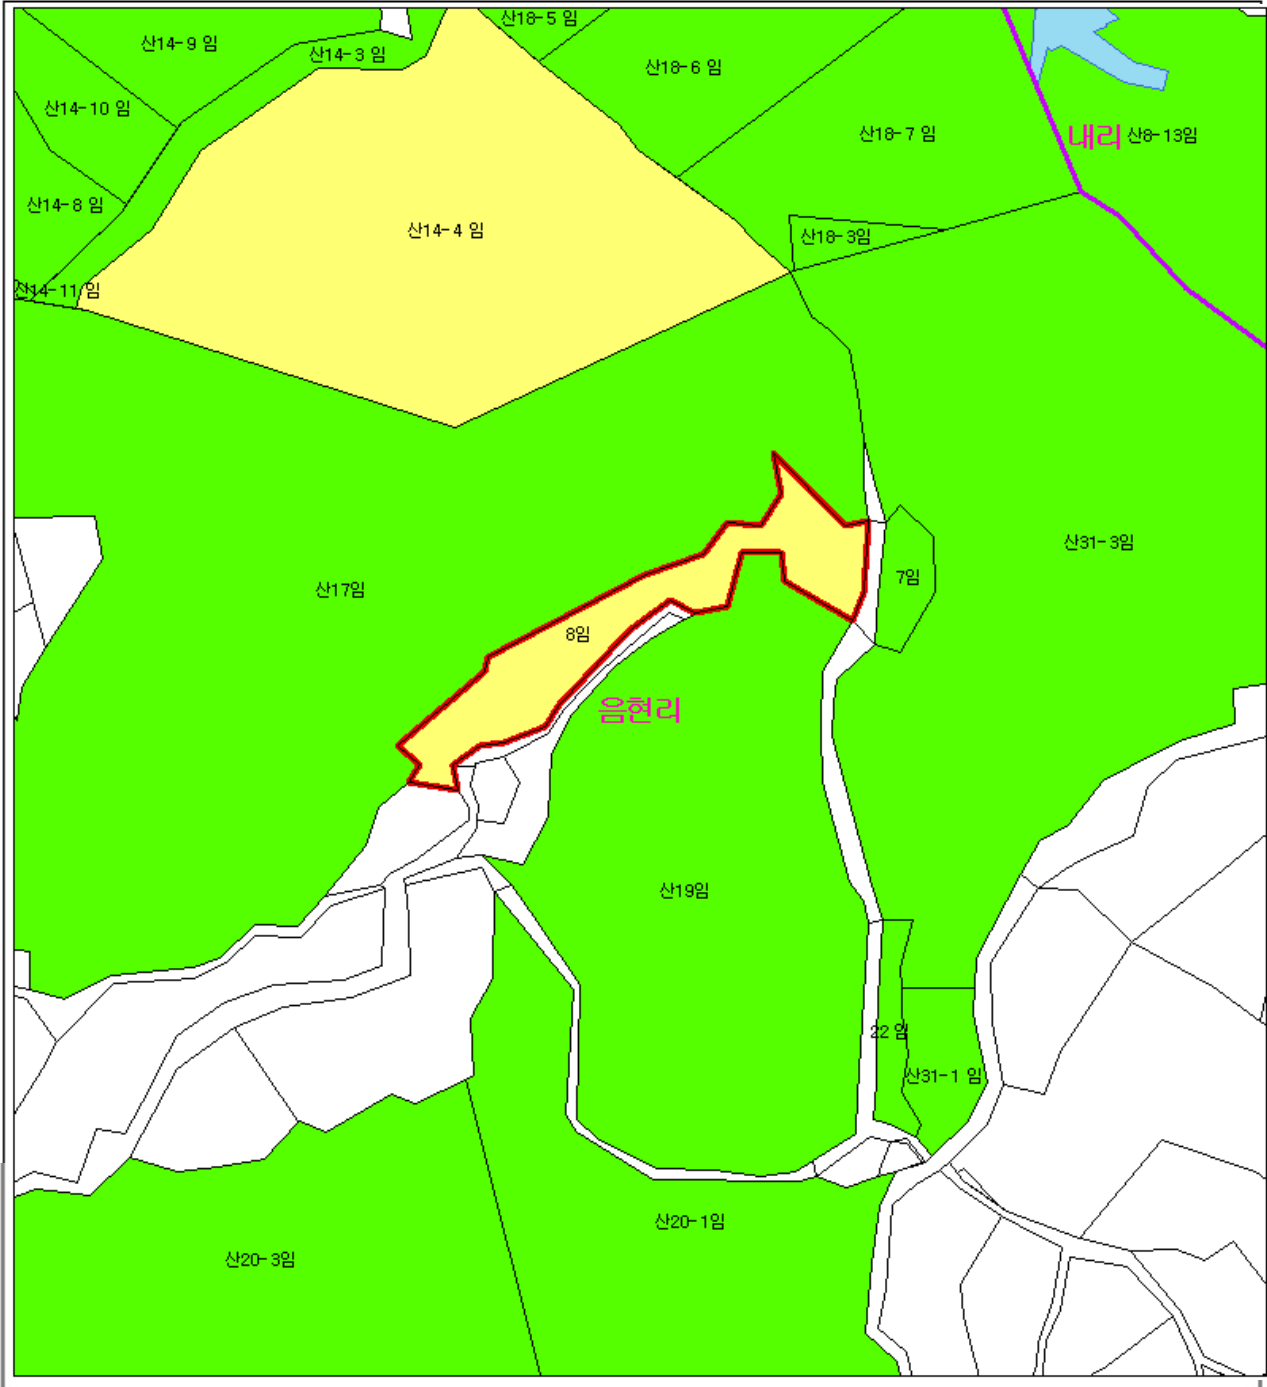 산18-5 임
산14-9 임
산14-3 임
산18-6 임
산14-10 임
산18-7 임
내리
산8-13임
산14-8 임
산14-4 임
산18-3임
산14-11 임
산31-3임
7임
산17임
8임
음현리
산19임
22 임
산31-1 임
산20-1임
산20-3임